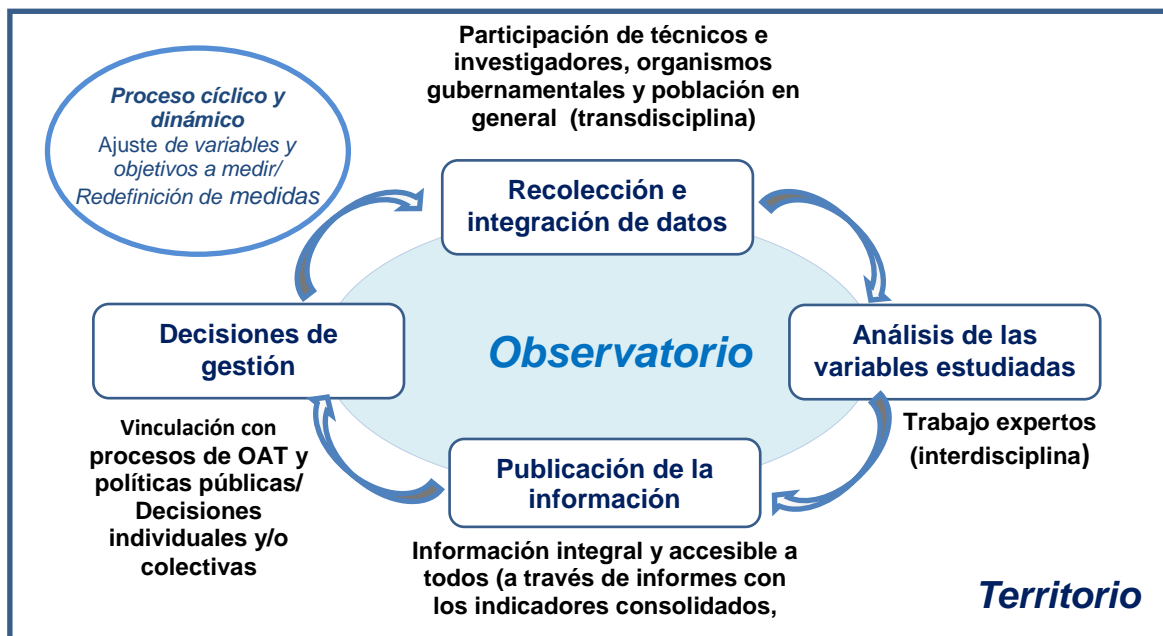 Participación de técnicos e
investigadores, organismos
gubernamentales y población en
general (transdisciplina)
Proceso cíclico y
dinámico
Ajuste de variables y
objetivos a medir/
Redefinición de medidas
Recolección e
integración de datos
Decisiones de
gestión
Observatorio
Análisis de las
variables estudiadas
Vinculación con
procesos de OAT y
políticas públicas/
Decisiones
individuales y/o
colectivas
Trabajo expertos
(interdisciplina)
Publicación de la
información
Información integral y accesible a
todos (a través de informes con
los indicadores consolidados,
Territorio